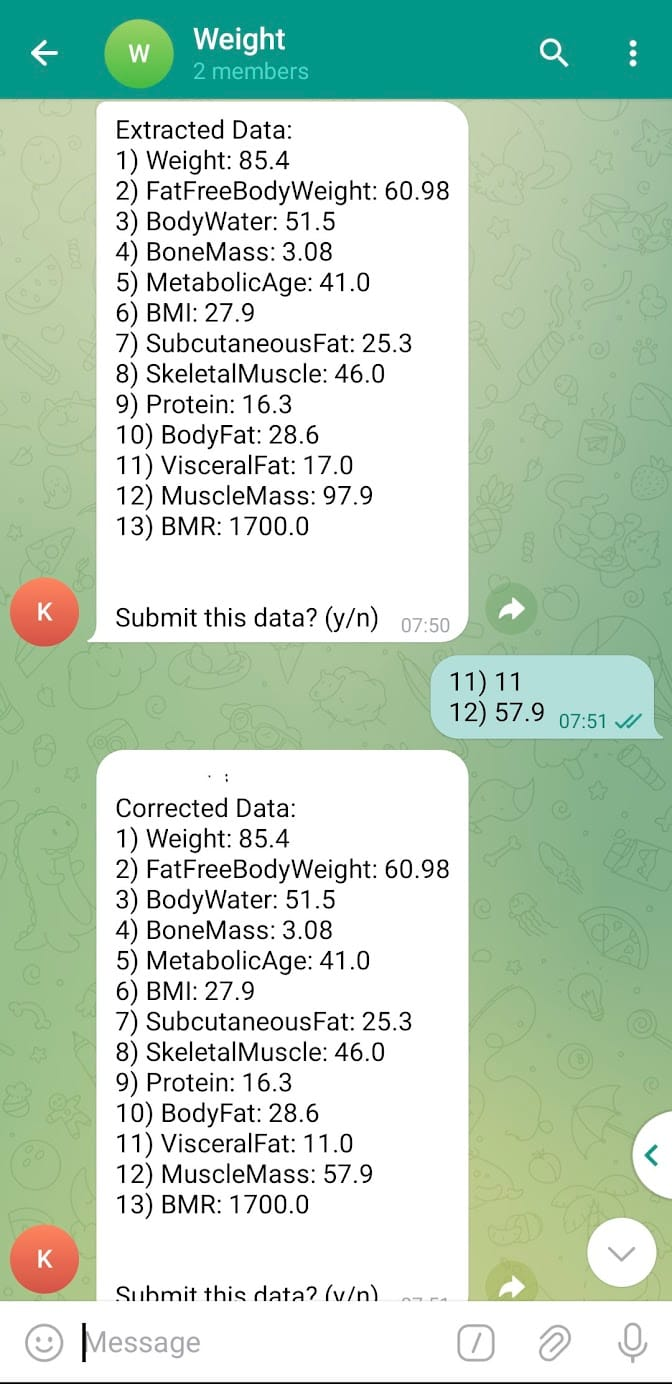 W
Weight
2 members
Extracted Data:
1) Weight: 85.4
2) FatFreeBodyWeight: 60.98
3) BodyWater: 51.5
4) BoneMass: 3.08
5) MetabolicAge: 41.0
6) BMI: 27.9
7) SubcutaneousFat: 25.3
8) SkeletalMuscle: 46.0
9) Protein: 16.3
10) BodyFat: 28.6
11) VisceralFat: 17.0
12) MuscleMass: 97.9
13) BMR: 1700.0
K
Submit this data? (y/n) 07:50
11) 11
12) 57.9 07:51
Corrected Data:
1) Weight: 85.4
2) FatFreeBodyWeight: 60.98
3) BodyWater: 51.5
4) BoneMass: 3.08
5) MetabolicAge: 41.0
6) BMI: 27.9
7) SubcutaneousFat: 25.3
8) SkeletalMuscle: 46.0
9) Protein: 16.3
10) BodyFat: 28.6
11) VisceralFat: 11.0
12) MuscleMass: 57.9
13) BMR: 1700.0
K
Submit this data? (y/n)
Message